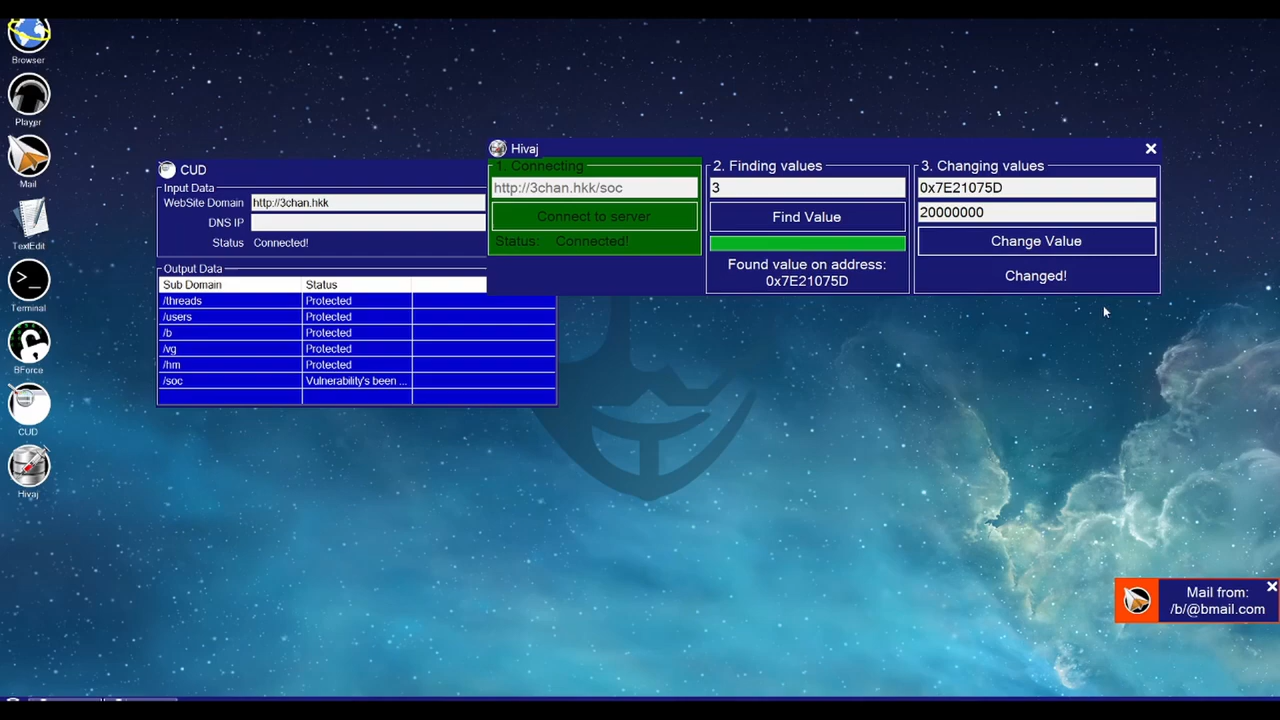 Browser
Playpr
Mail
TextEdit
Terminal
BForce
CUD
Hivaj
CUD
Input Data
WebSite Domain http://3chan.hkk
DNS IP
Status Connected!
Output Data
Sub Domain Status
/threads Protected
/users Protected
/b Protected
/vg Protected
/hm Protected
/soc Vulnerability's been ...
Hivaj
1. Connecting
http://3chan.hkk/soc
Connect to server
Status: Connected!
2. Finding values
3
Find Value
Found value on address:
0x7E21075D
3. Changing values
0x7E21075D
20000000
Change Value
Changed!
Mail from:
/b/@bmail.com